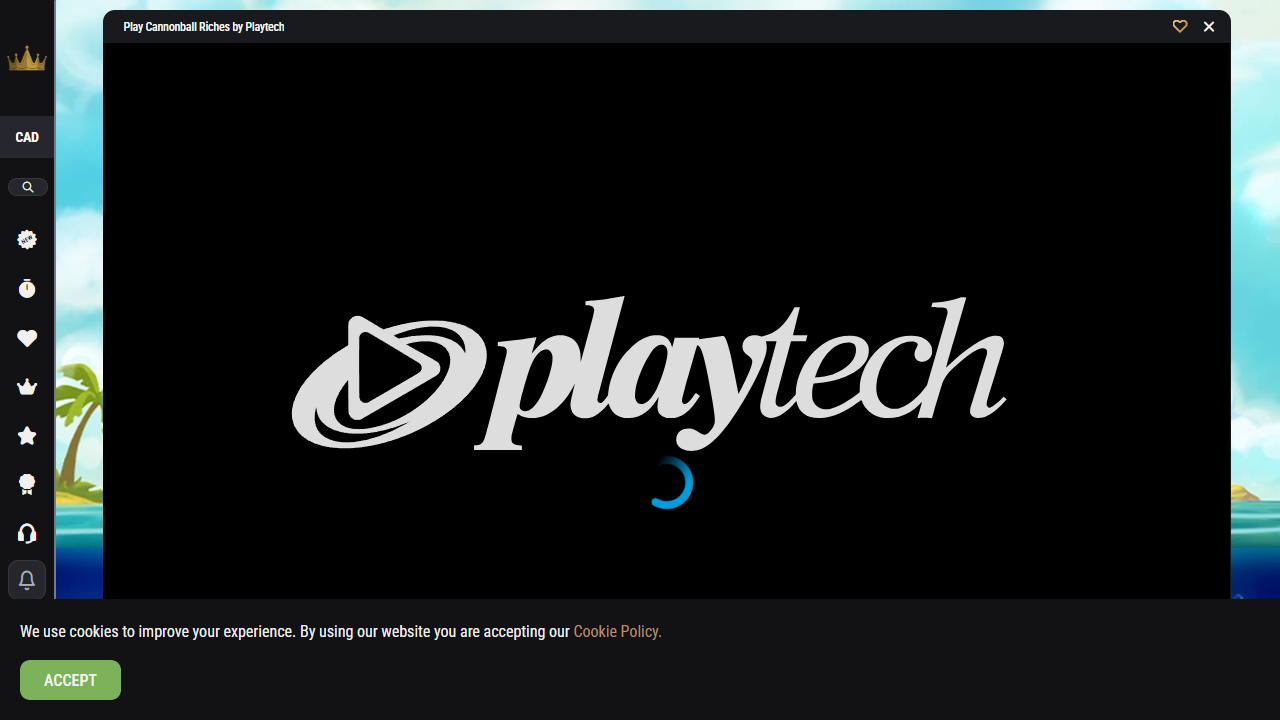 Play Cannonball Riches by Playtech
CAD
NEW
playtech
We use cookies to improve your experience. By using our website you are accepting our Cookie Policy.
ACCEPT